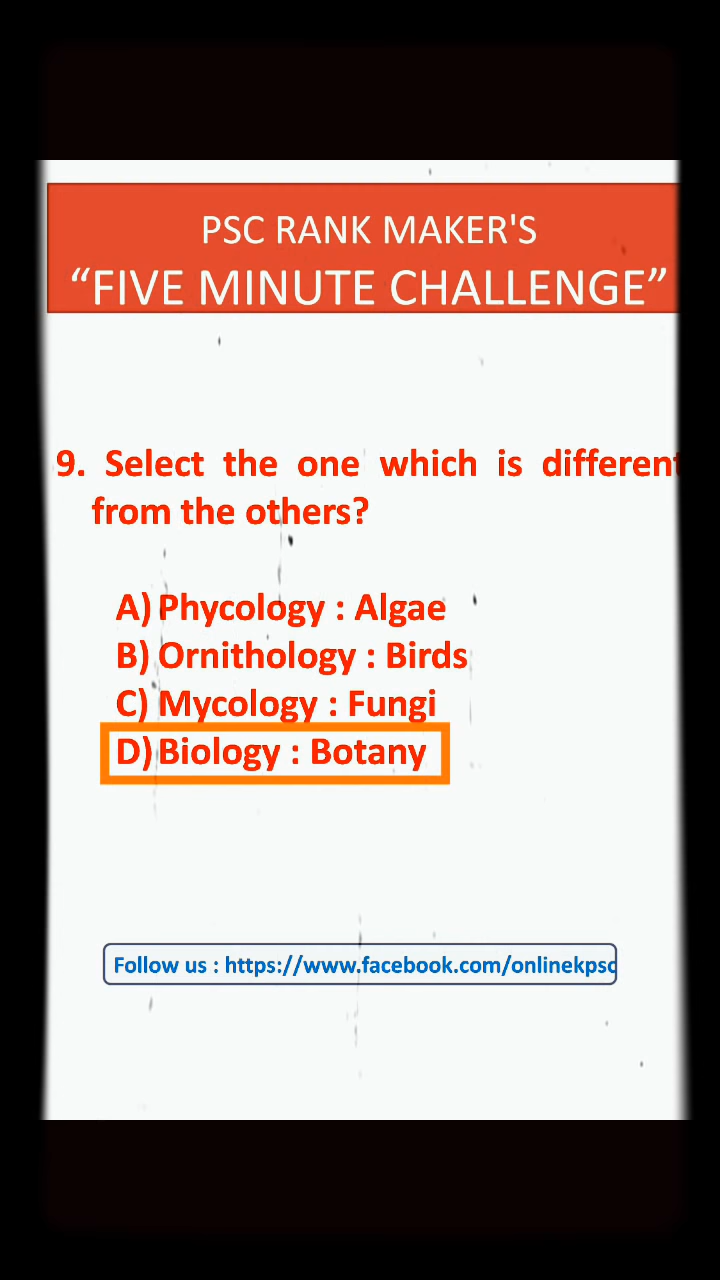 PSC RANK MAKER'S
“FIVE MINUTE CHALLENGE”
9. Select the one which is different
from the others?
A) Phycology : Algae
B) Ornithology : Birds
C) Mycology : Fungi
D) Biology : Botany
Follow us : https://www.facebook.com/onlinekpsc